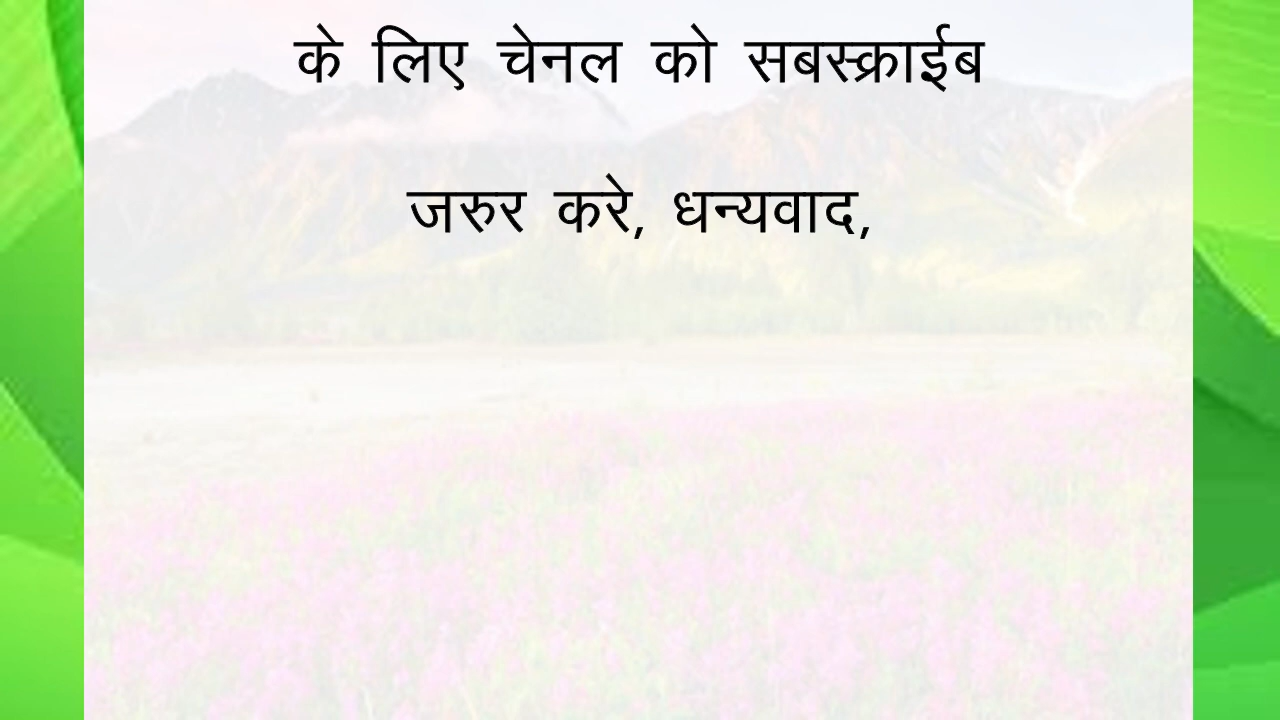 के लिए चेनल को सबस्क्राईब
जरुर करे, धन्यवाद,